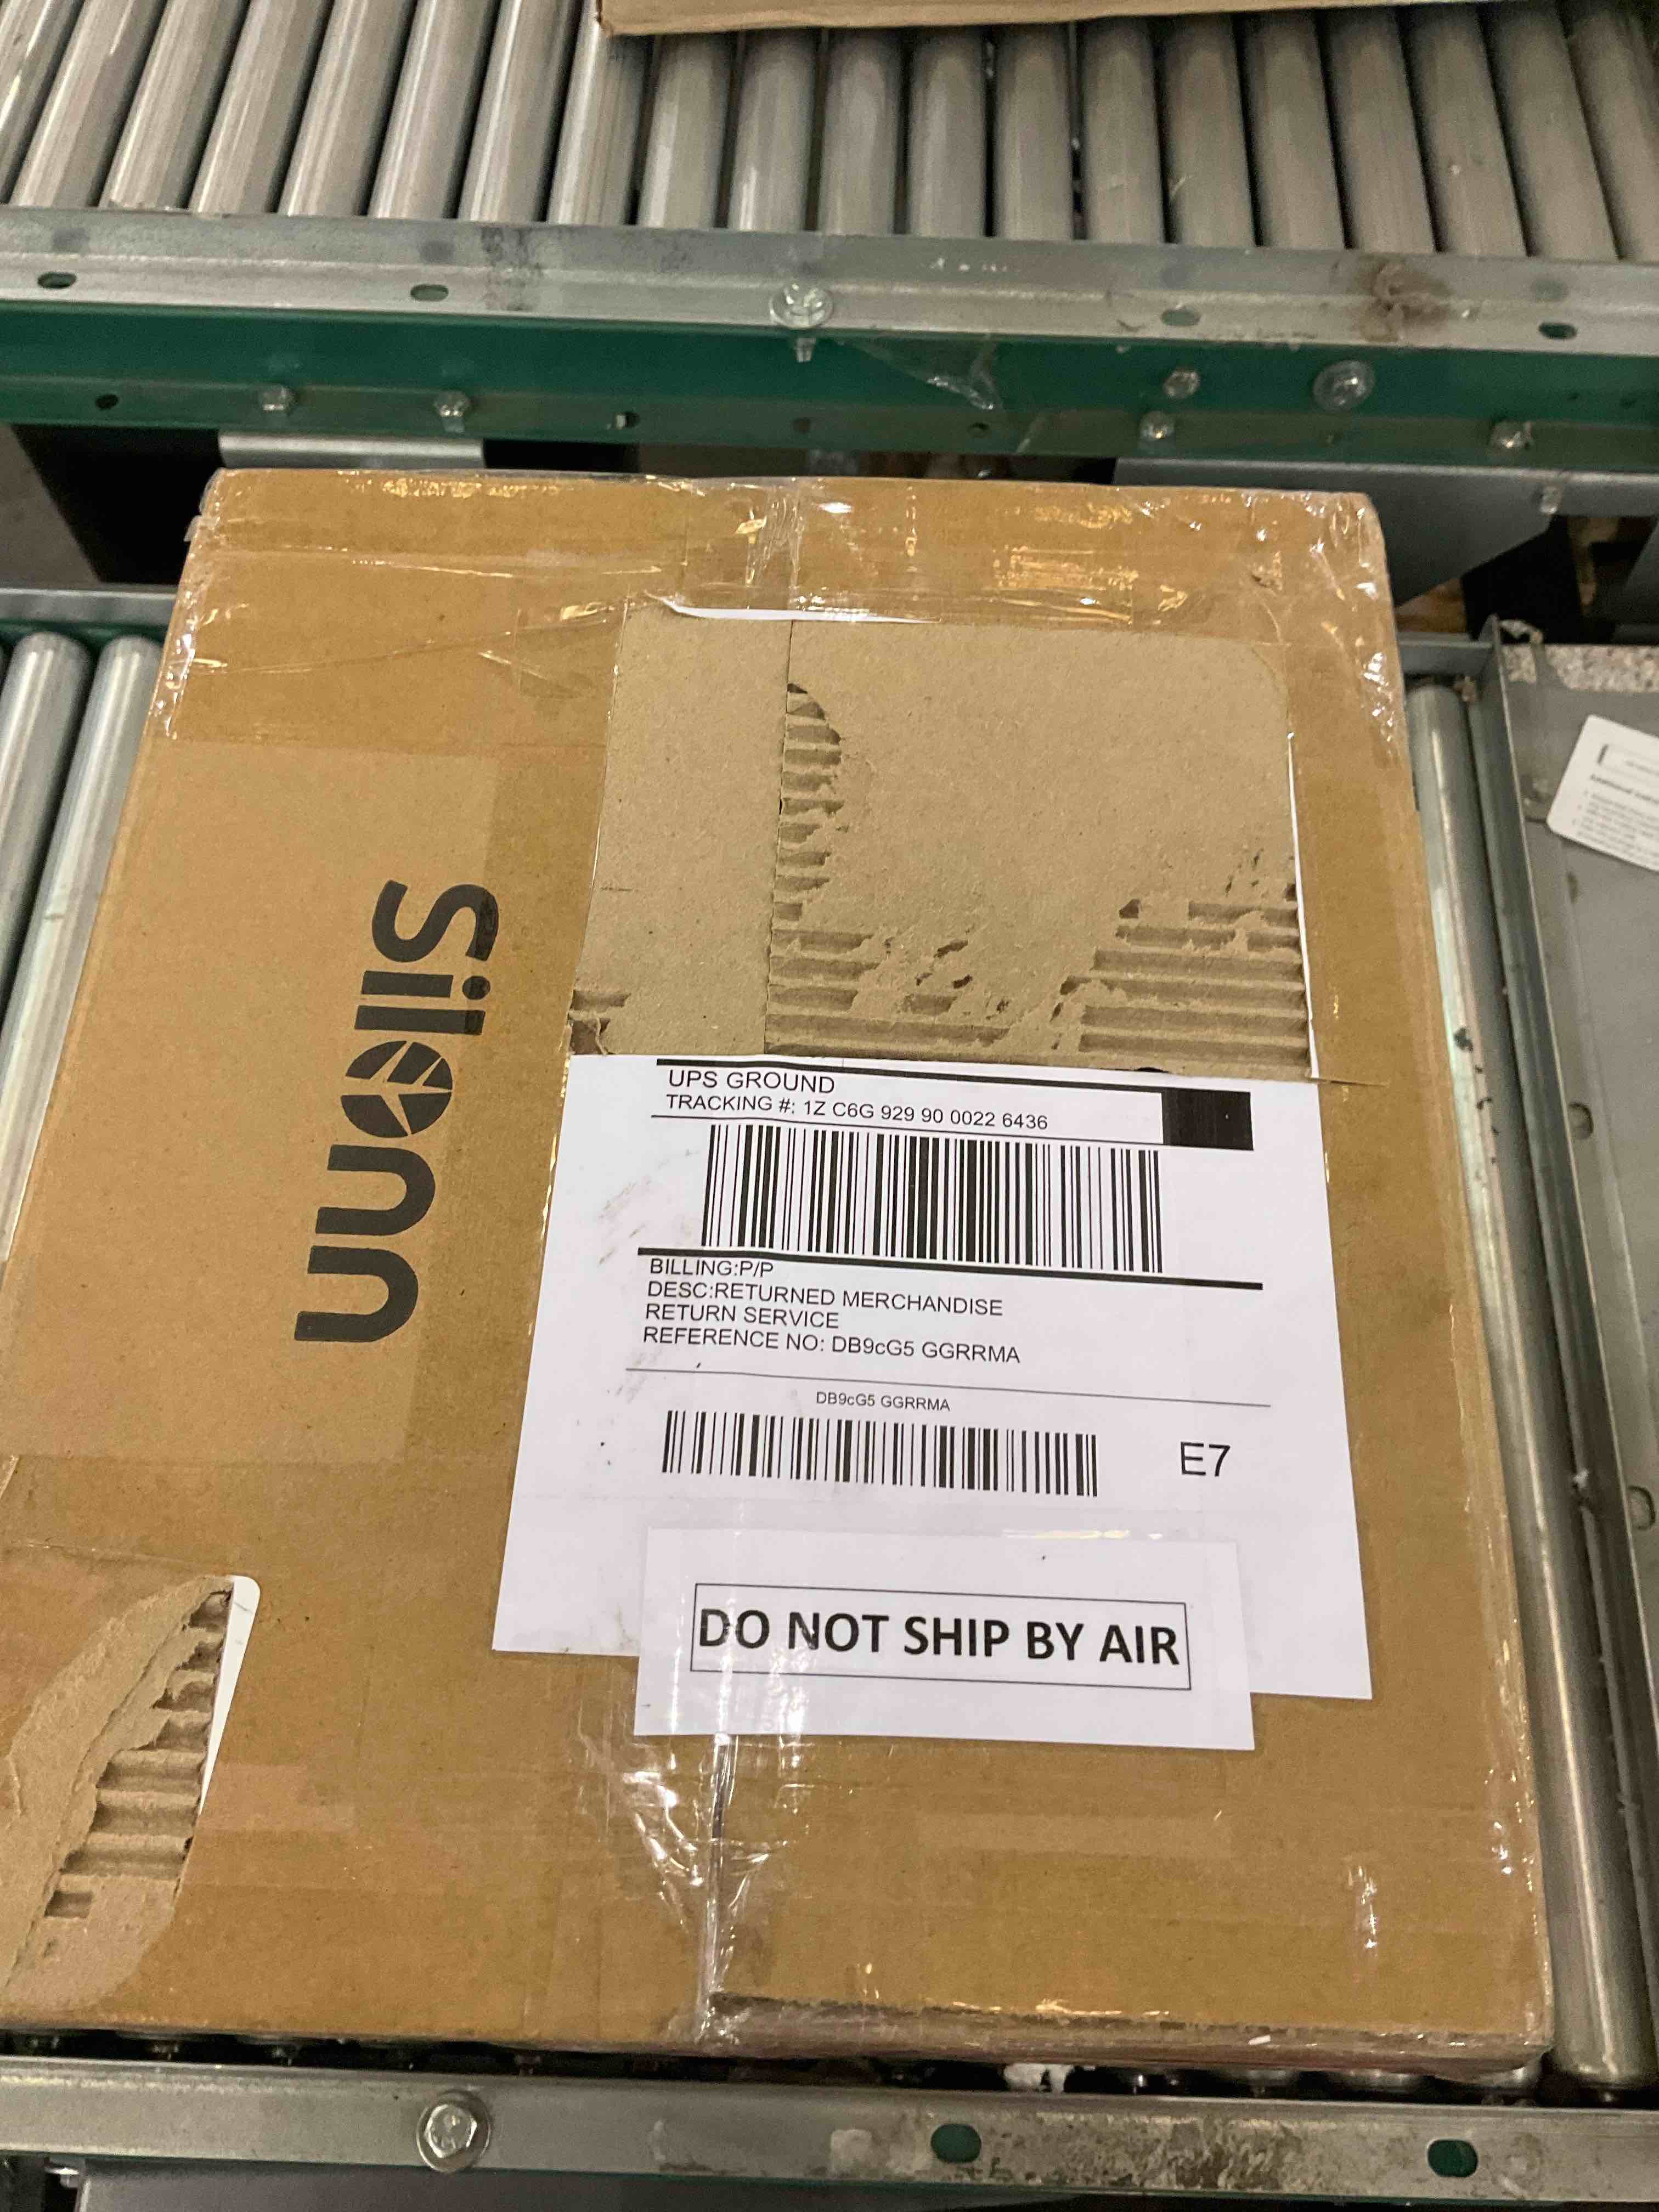 silonn
UPS GROUND
TRACKING #: 1Z C6G 929 90 0022 6436
BILLING:P/P
DESC:RETURNED MERCHANDISE
RETURN SERVICE
REFERENCE NO: DB9cG5 GGRRMA
DB9cG5 GGRRMA
E7
DO NOT SHIP BY AIR